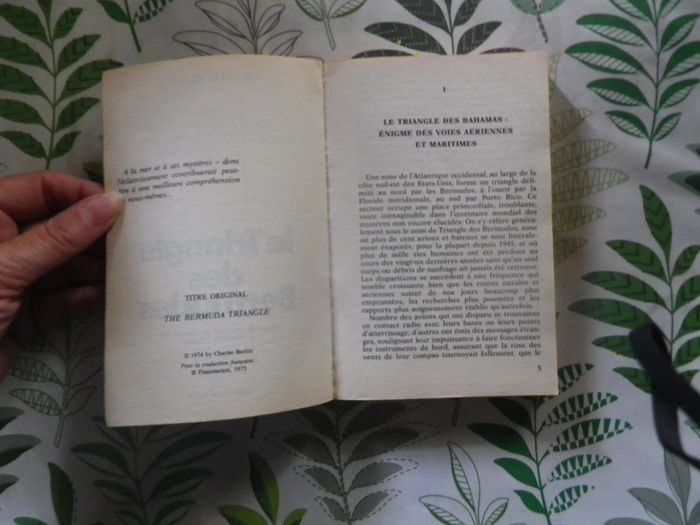 A la mer et à ses mystères – dont
l'éclaircissement contribuerait peut-
être à une meilleure compréhension
nous-mêmes...
TITRE ORIGINAL
THE BERMUDA TRIANGLE
© 1974 by Charles Berlitz
Pour la traduction française
© Flammarion, 1975
1
LE TRIANGLE DES BAHAMAS :
ÉNIGME DES VOIES AÉRIENNES
ET MARITIMES
Une zone de l'Atlantique occidental, au large de la
côte sud-est des Etats-Unis, forme un triangle déli-
mité au nord par les Bermudes, à l'ouest par la
Floride méridionale, au sud par Porto Rico. Ce
secteur occupe une place primordiale, troublante,
voire inimaginable dans l'inventaire mondial des
mystères non encore élucidés. On s'y réfère géné-
ralement sous le nom de Triangle des Bermudes, zone
où plus de cent avions et bateaux se sont littérale-
ment évaporés, pour la plupart depuis 1945, et où
plus de mille vies humaines ont été perdues au
cours des vingt-six dernières années sans qu'un seul
corps ou débris de naufrage ait jamais été retrouvé.
Les disparitions se succèdent à une fréquence qui
semble croissante bien que les routes navales et
aériennes soient de nos jours beaucoup plus
empruntées, les recherches plus poussées et les
rapports plus soigneusement établis qu'autrefois.
Nombre des avions qui ont disparu se trouvaient
en contact radio avec leurs bases ou leurs points
d'atterrissage; d'autres ont émis des messages étran-
ges, soulignant leur impuissance à faire fonctionner
les instruments de bord, assurant que la rose des
vents de leur compas tournoyait follement, que le
5